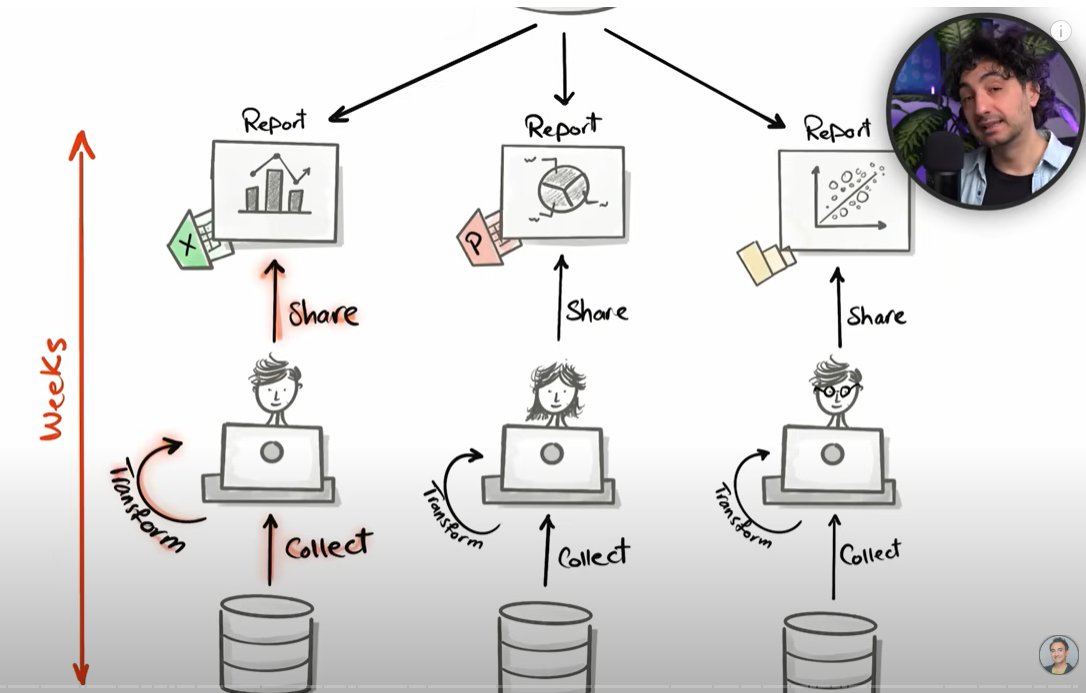 Report
Report
Report
X
P
Share
Share
Share
Weeks
Transform
Transform
Transform
Collect
Collect
Collect
i